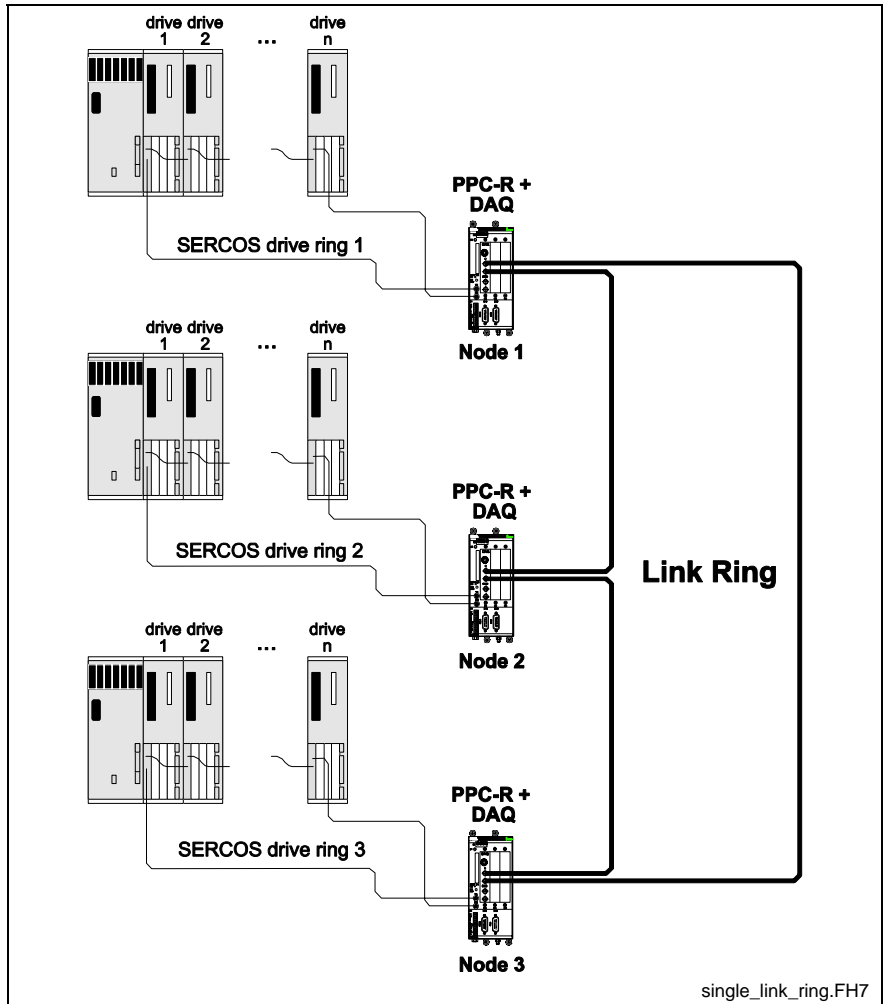 drive drive drive
1 2 ... n
PPC-R +
DAQ
SERCOS drive ring 1
Node 1
drive drive drive
1 2 ... n
PPC-R +
DAQ
SERCOS drive ring 2
Link Ring
Node 2
drive drive drive
1 2 ... n
PPC-R +
DAQ
SERCOS drive ring 3
Node 3
single_link_ring.FH7